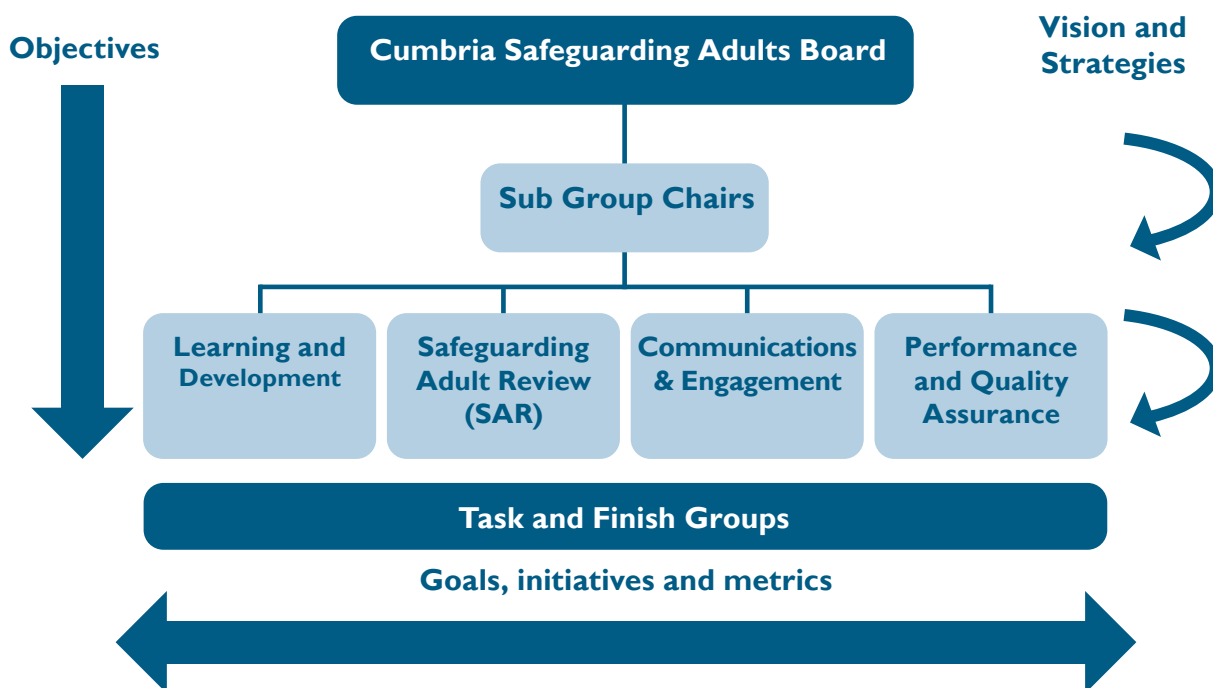 Objectives
Cumbria Safeguarding Adults Board
Vision and
Strategies
Sub Group Chairs
Learning and
Development
Safeguarding
Adult Review
(SAR)
Communications
& Engagement
Performance
and Quality
Assurance
Task and Finish Groups
Goals, initiatives and metrics